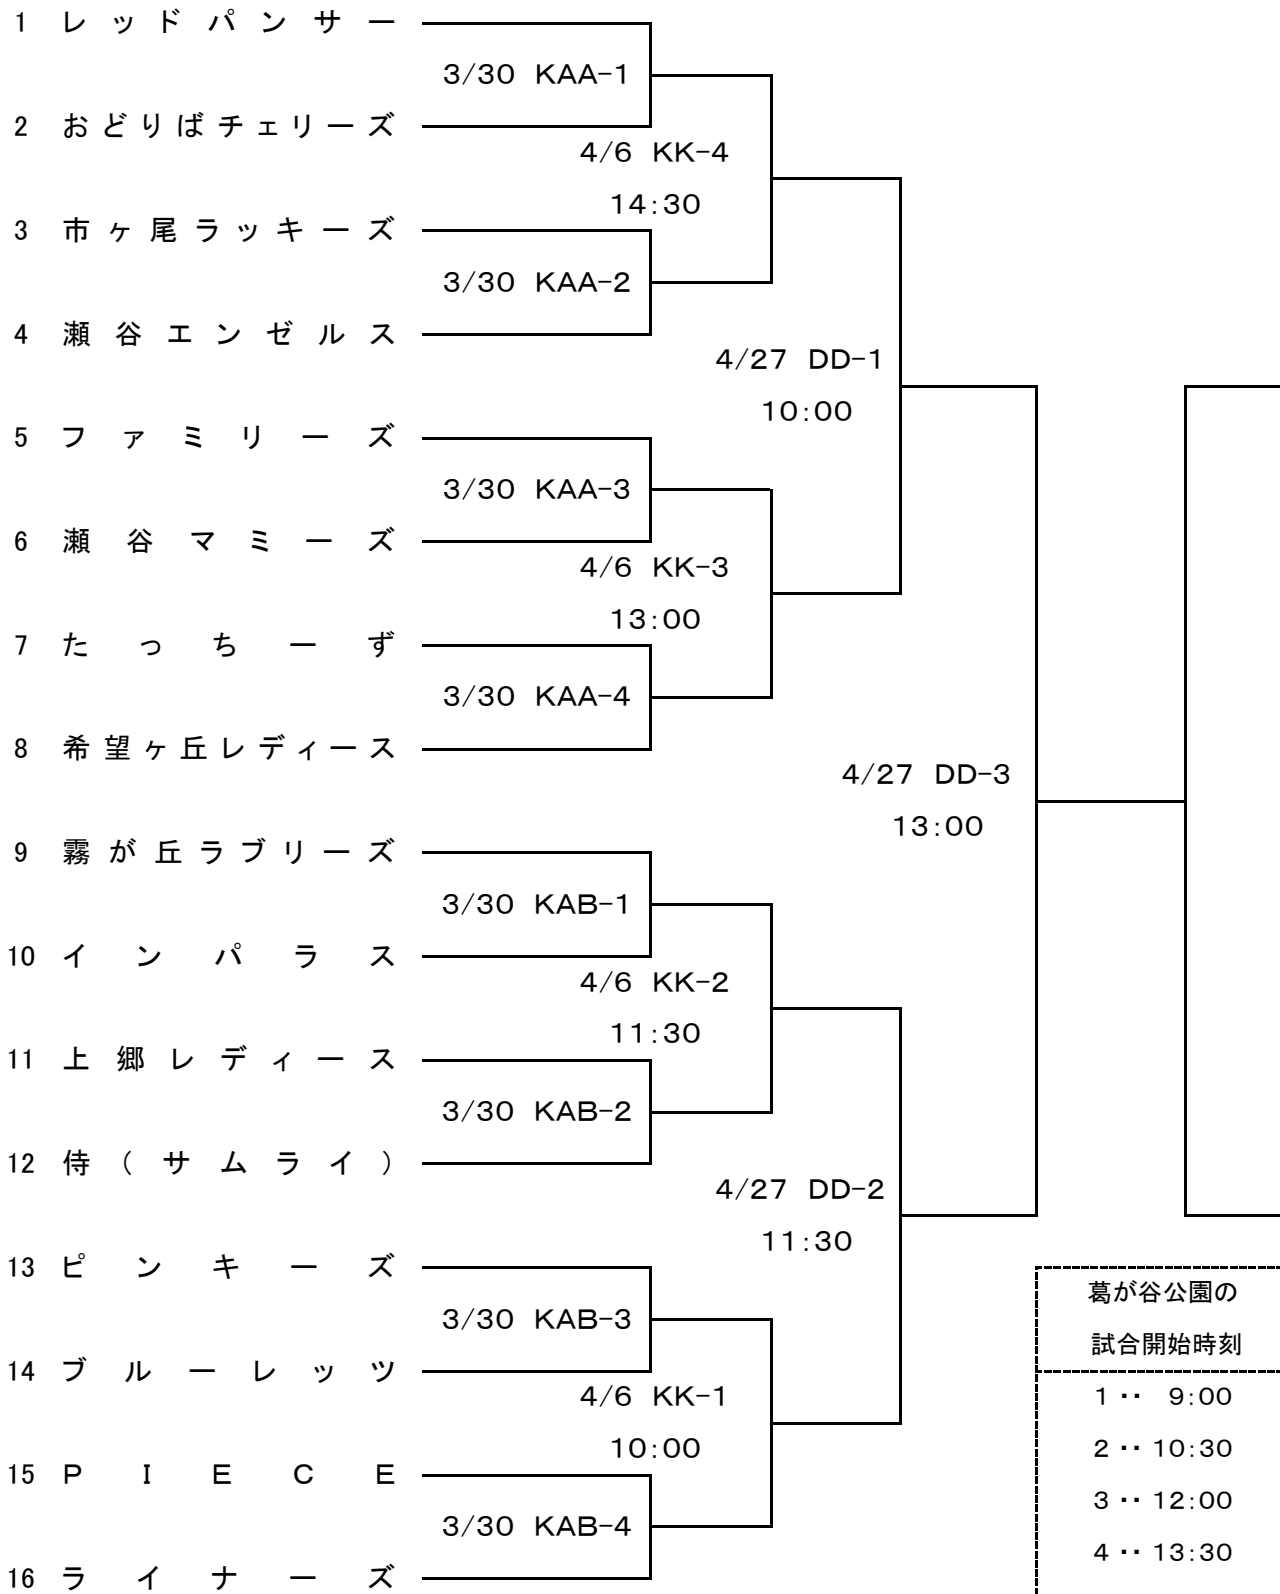 1 レッドパンサー
3/30 KAA-1
2 おどりばチェリーズ
4/6 KK-4
14:30
3 市ヶ尾ラッキーズ
3/30 KAA-2
4 瀬谷エンゼルス
4/27 DD-1
10:00
5 ファミリーズ
3/30 KAA-3
6 瀬谷マミーズ
4/6 KK-3
13:00
7 たっちーず
3/30 KAA-4
8 希望ヶ丘レディース
4/27 DD-3
13:00
9 霧が丘ラブリーズ
3/30 KAB-1
10 インパラス
4/6 KK-2
11:30
11 上郷レディース
3/30 KAB-2
12 侍(サムライ)
4/27 DD-2
11:30
13 ピンキーズ
3/30 KAB-3
14 ブルーレッツ
4/6 KK-1
10:00
15 PIECE
3/30 KAB-4
16 ライナーズ
葛が谷公園の
試合開始時刻
1 ‥ 9:00
2 ‥ 10:30
3 ‥ 12:00
4 ‥ 13:30